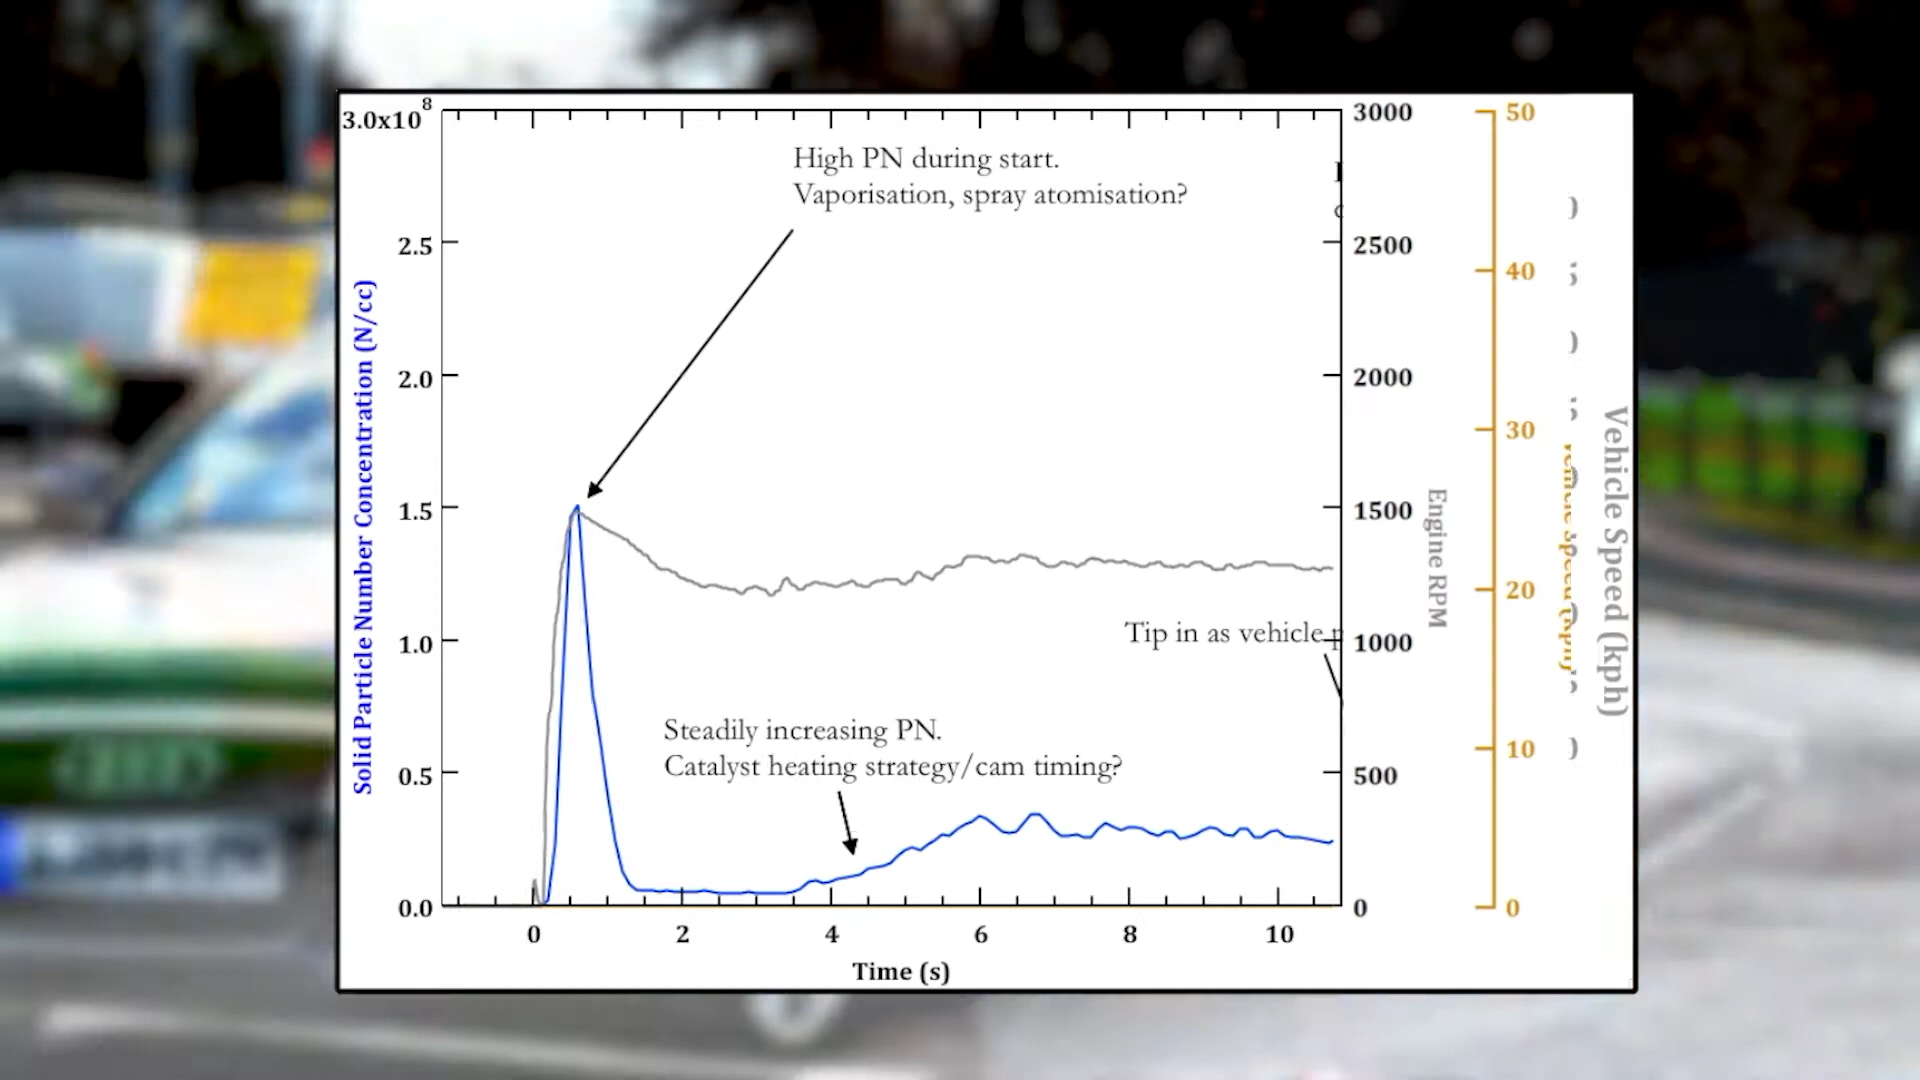 3.0x10⁸
2.5
2.0
1.5
1.0
0.5
0.0
Solid Particle Number Concentration (N/cc)
High PN during start.
Vaporisation, spray atomisation?
Tip in as vehicle
Steadily increasing PN.
Catalyst heating strategy/cam timing?
0
2
4
6
8
10
Time (s)
3000
2500
2000
1500
1000
500
0
Engine RPM
50
40
30
20
10
0
Vehicle Speed (kph)